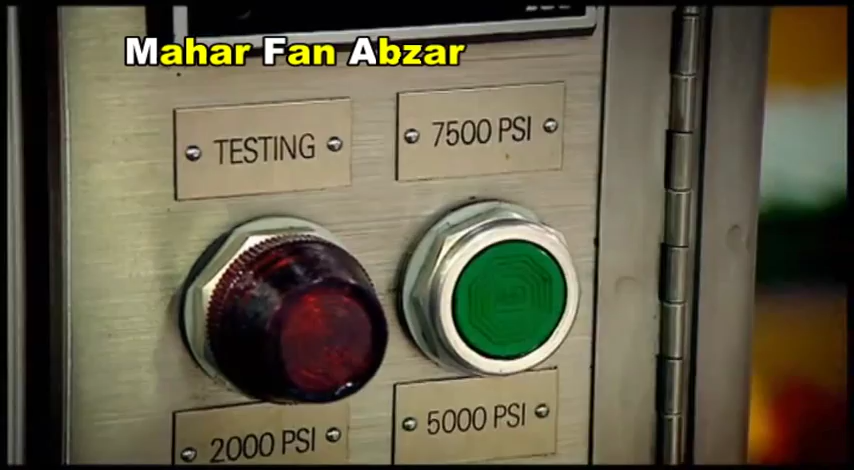 Mahar Fan Abzar
TESTING
7500 PSI
2000 PSI
5000 PSI